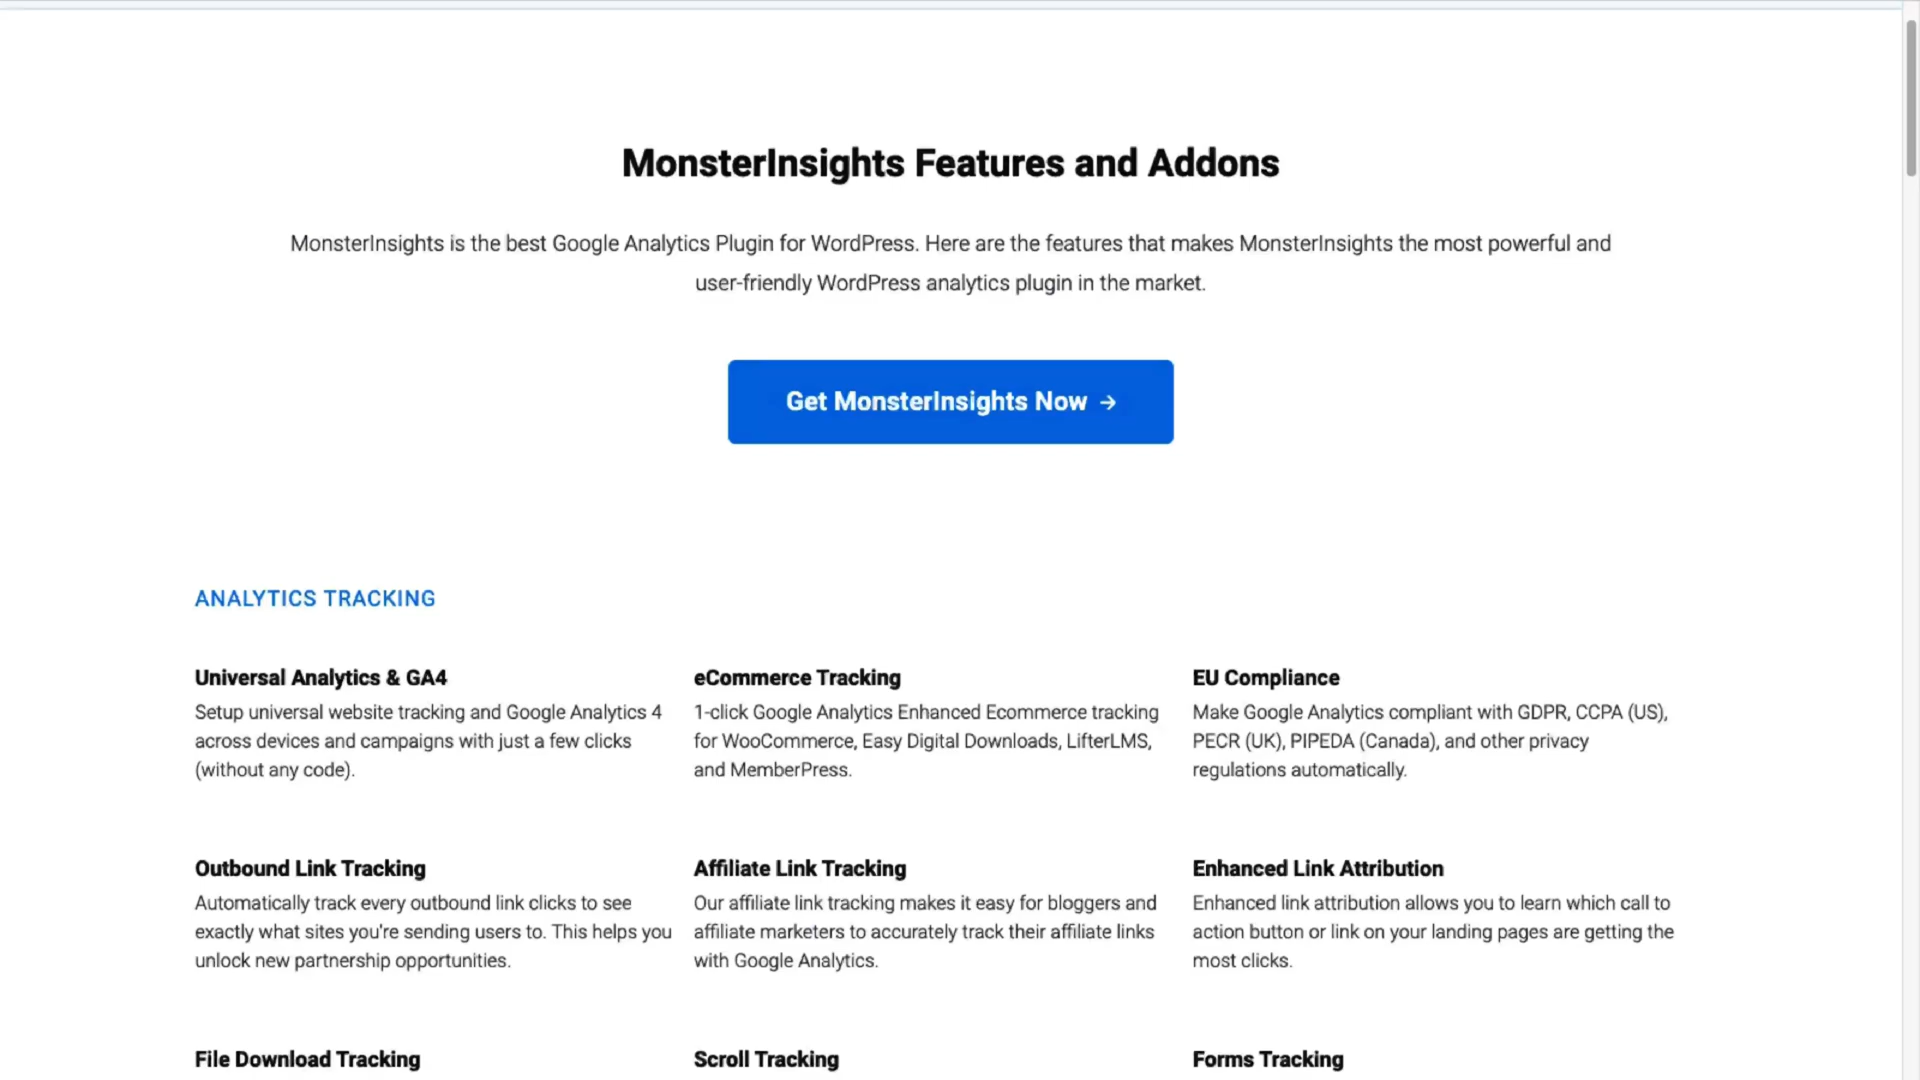 MonsterInsights Features and Addons
MonsterInsights is the best Google Analytics Plugin for WordPress. Here are the features that makes MonsterInsights the most powerful and
user-friendly WordPress analytics plugin in the market.
Get MonsterInsights Now →
ANALYTICS TRACKING
Universal Analytics & GA4
Setup universal website tracking and Google Analytics 4
across devices and campaigns with just a few clicks
(without any code).
eCommerce Tracking
1-click Google Analytics Enhanced Ecommerce tracking
for WooCommerce, Easy Digital Downloads, LifterLMS,
and MemberPress.
EU Compliance
Make Google Analytics compliant with GDPR, CCPA (US),
PECR (UK), PIPEDA (Canada), and other privacy
regulations automatically.
Outbound Link Tracking
Automatically track every outbound link clicks to see
exactly what sites you're sending users to. This helps you
unlock new partnership opportunities.
Affiliate Link Tracking
Our affiliate link tracking makes it easy for bloggers and
affiliate marketers to accurately track their affiliate links
with Google Analytics.
Enhanced Link Attribution
Enhanced link attribution allows you to learn which call to
action button or link on your landing pages are getting the
most clicks.
File Download Tracking
Scroll Tracking
Forms Tracking